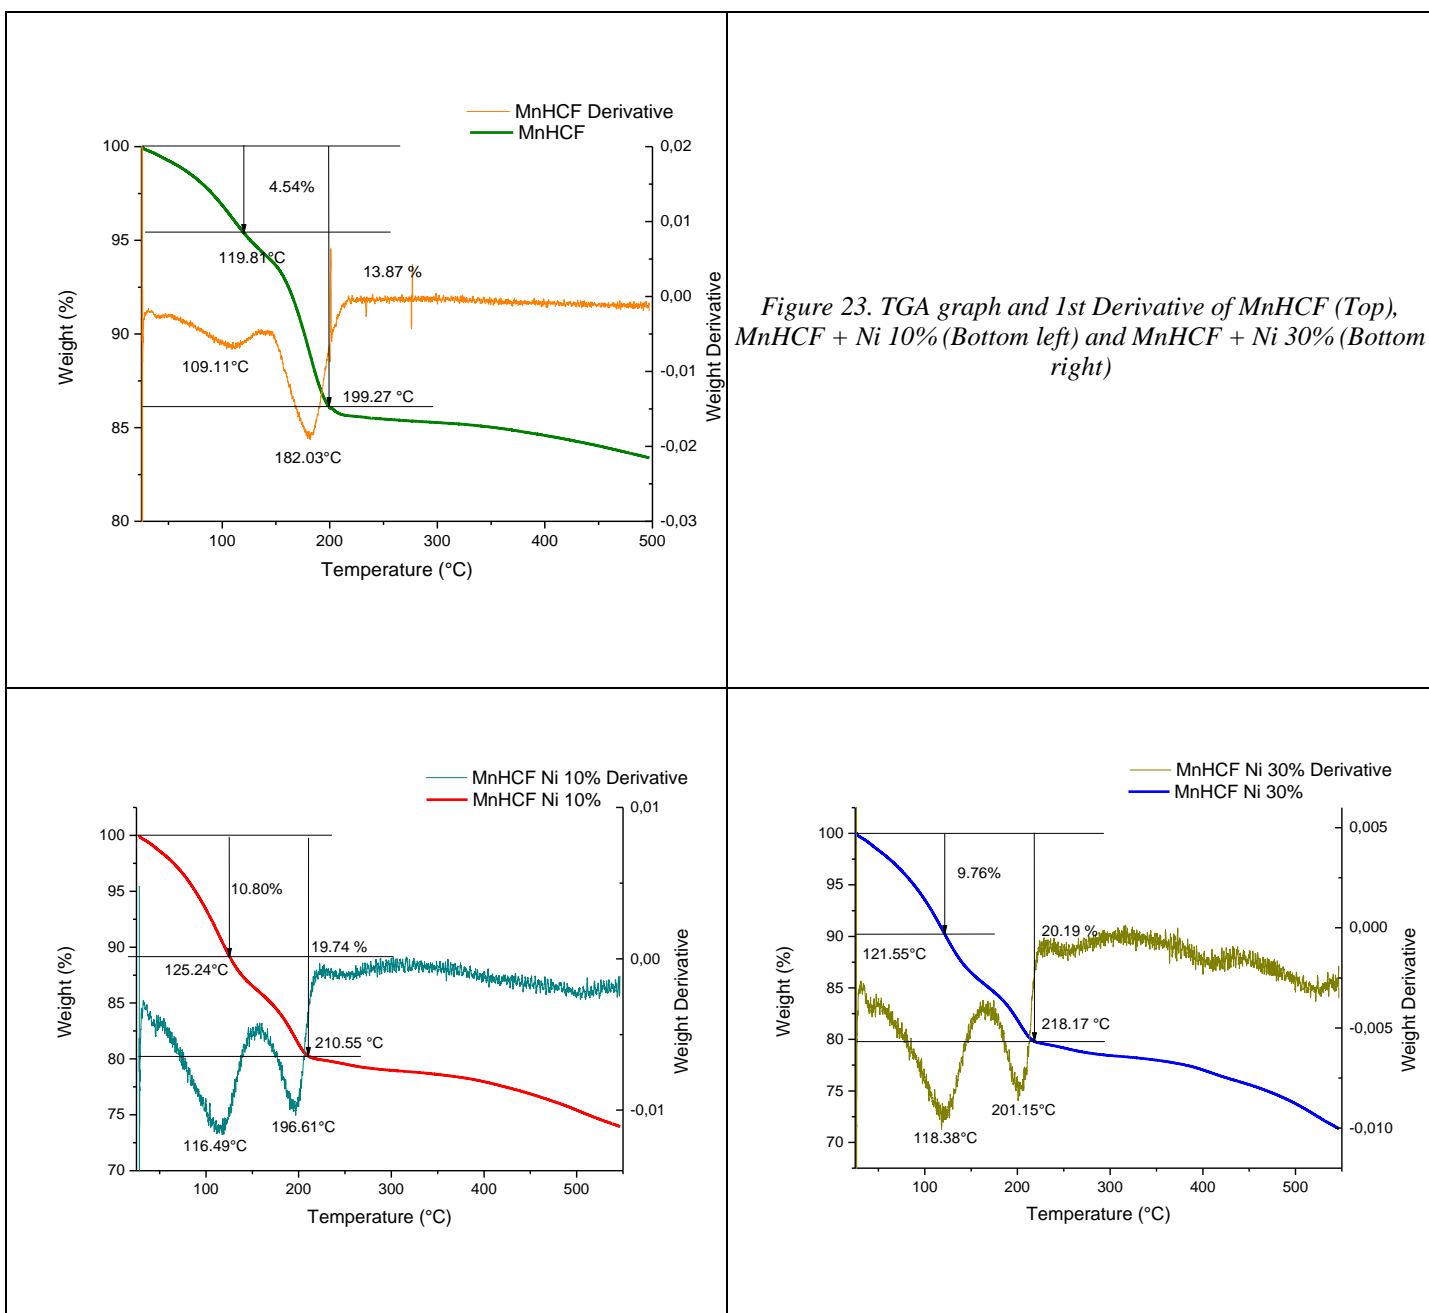 MnHCF Derivative
MnHCF
100
95
90
85
80
0,02
0,01
0,00
-0,01
-0,02
-0,03
4.54%
119.81°C
13.87 %
109.11°C
199.27 °C
182.03°C
100
200
300
400
500
Weight (%)
Weight Derivative
Temperature (°C)
Figure 23. TGA graph and 1st Derivative of MnHCF (Top),
MnHCF + Ni 10% (Bottom left) and MnHCF + Ni 30% (Bottom
right)
MnHCF Ni 10% Derivative
MnHCF Ni 10%
100
95
90
85
80
75
70
0,01
0,00
-0,01
10.80%
19.74 %
125.24°C
210.55 °C
196.61°C
116.49°C
100
200
300
400
500
Weight (%)
Weight Derivative
Temperature (°C)
MnHCF Ni 30% Derivative
MnHCF Ni 30%
100
95
90
85
80
75
70
0,005
0,000
-0,005
-0,010
9.76%
20.19 %
121.55°C
218.17 °C
201.15°C
118.38°C
100
200
300
400
500
Weight (%)
Weight Derivative
Temperature (°C)